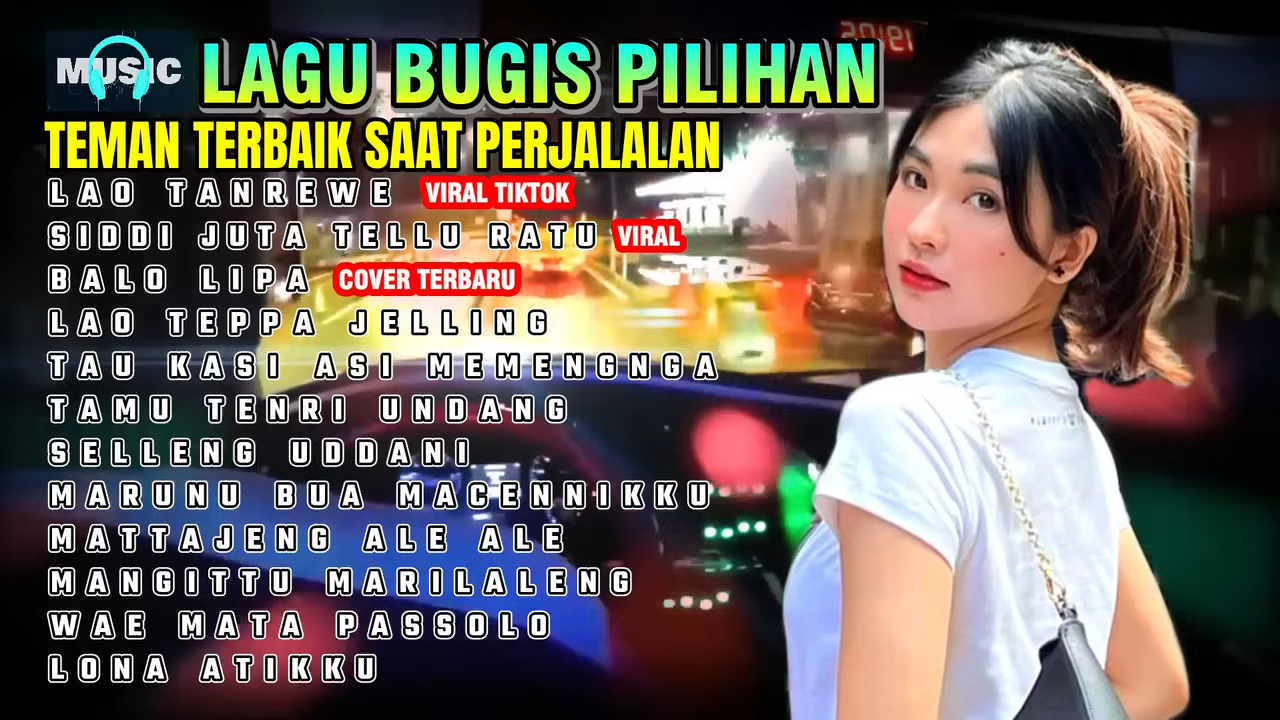 MUSIC
LAGU BUGIS PILIHAN
TEMAN TERBAIK SAAT PERJALALAN
LAO TANREWE VIRAL TIKTOK
SIDDI JUTA TELLU RATU VIRAL
BALO LIPA COVER TERBARU
LAO TEPPA JELLING
TAU KASI ASI MEMENGNGA
TAMU TENRI UNDANG
SELLENG UDDANI
MARUNU BUA MACENNIKKU
MATTAJENG ALE ALE
MANGITTU MARILALENG
WAE MATA PASSOLO
LONA ATIKKU